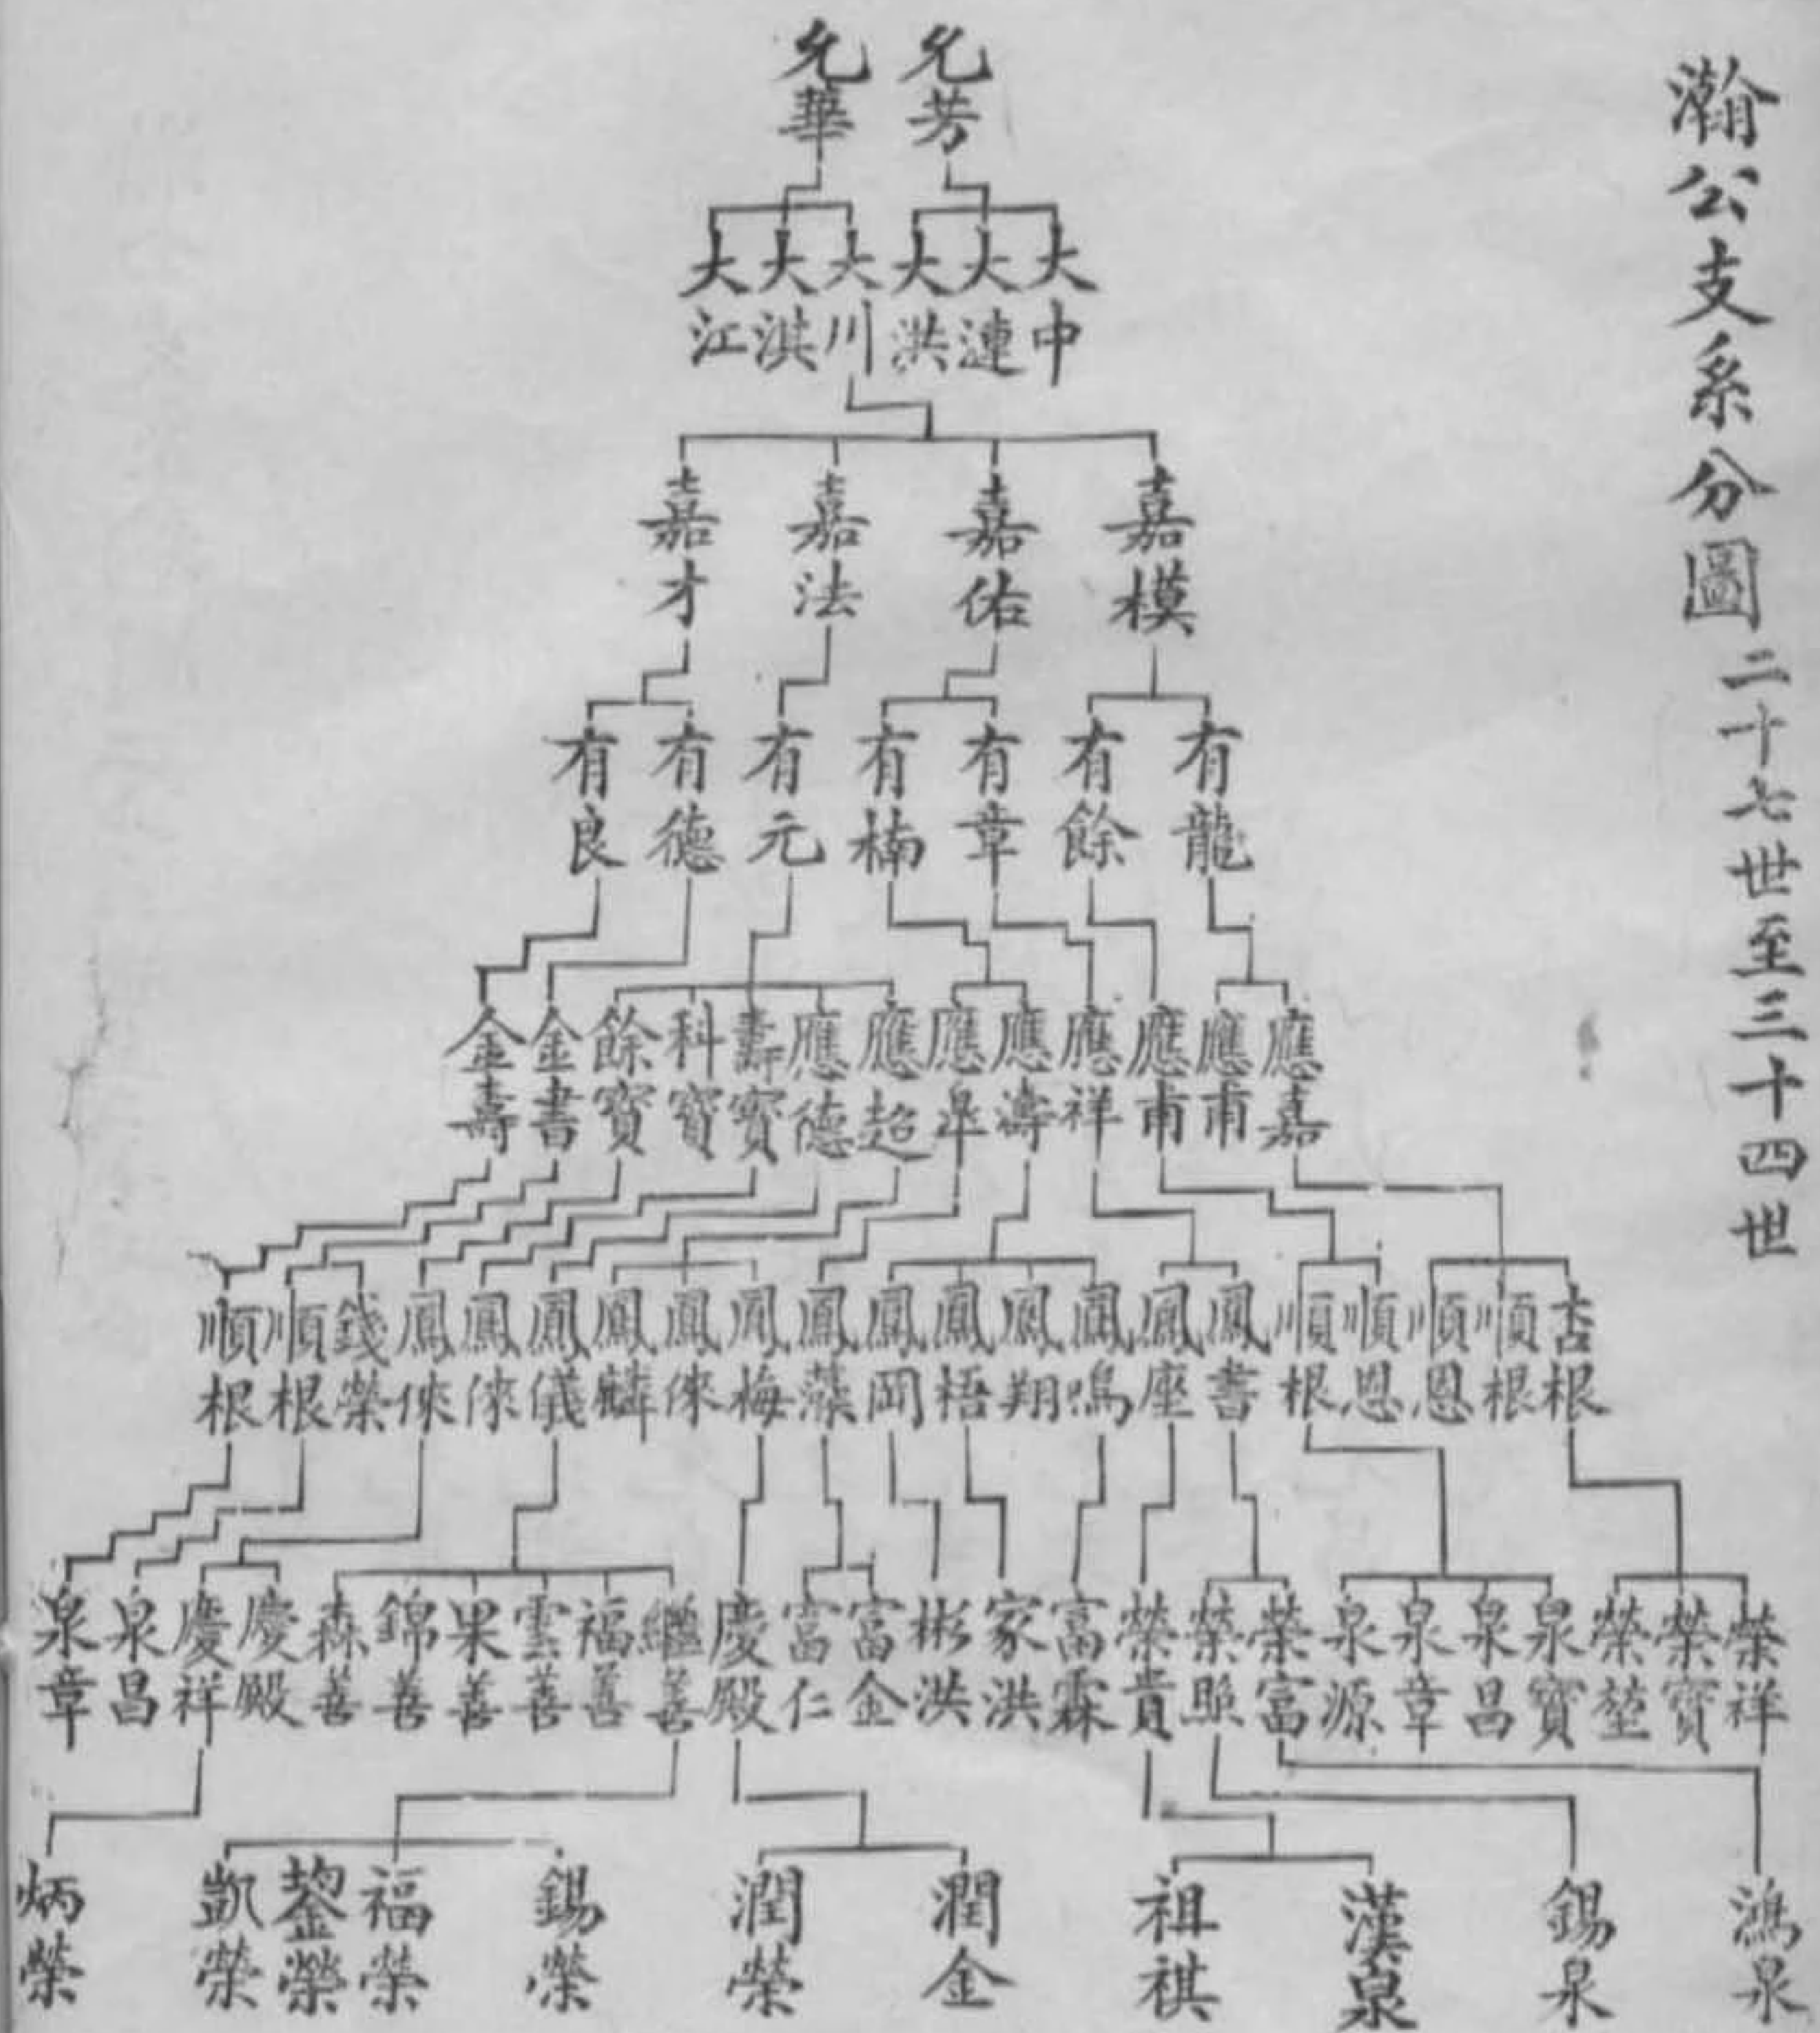 瀚公支系分圖 二十七世至三十四世
允芳 允華
大中 大連 大洪 大川 大淇 大江
嘉模 嘉佑 嘉法 嘉才
有龍 有餘 有章 有楠 有元 有德 有良
應嘉 應甫 應甫 應祥 應濤 應皐 應超 應德 壽寶 科寶 餘寶 金書 金壽
杏根 順根 順恩 順恩 順根 鳳書 鳳座 鳳鳴 鳳翔 鳳梧 鳳岡 鳳藻 鳳梅 鳳倈 鳳麟 鳳儀 鳳倈 鳳倈 錢榮 順根 順根
榮祥 榮寶 榮堃 泉寶 泉昌 泉章 泉源 榮富 榮照 榮貴 富霖 家洪 彬洪 富金 富仁 慶殿 繼善 福善 雲善 果善 錦善 森善 慶殿 慶祥 泉昌 泉章
鴻泉 錫泉 漢泉 祖祺 潤金 潤榮 錫榮 福榮 榮 凱榮 炳榮